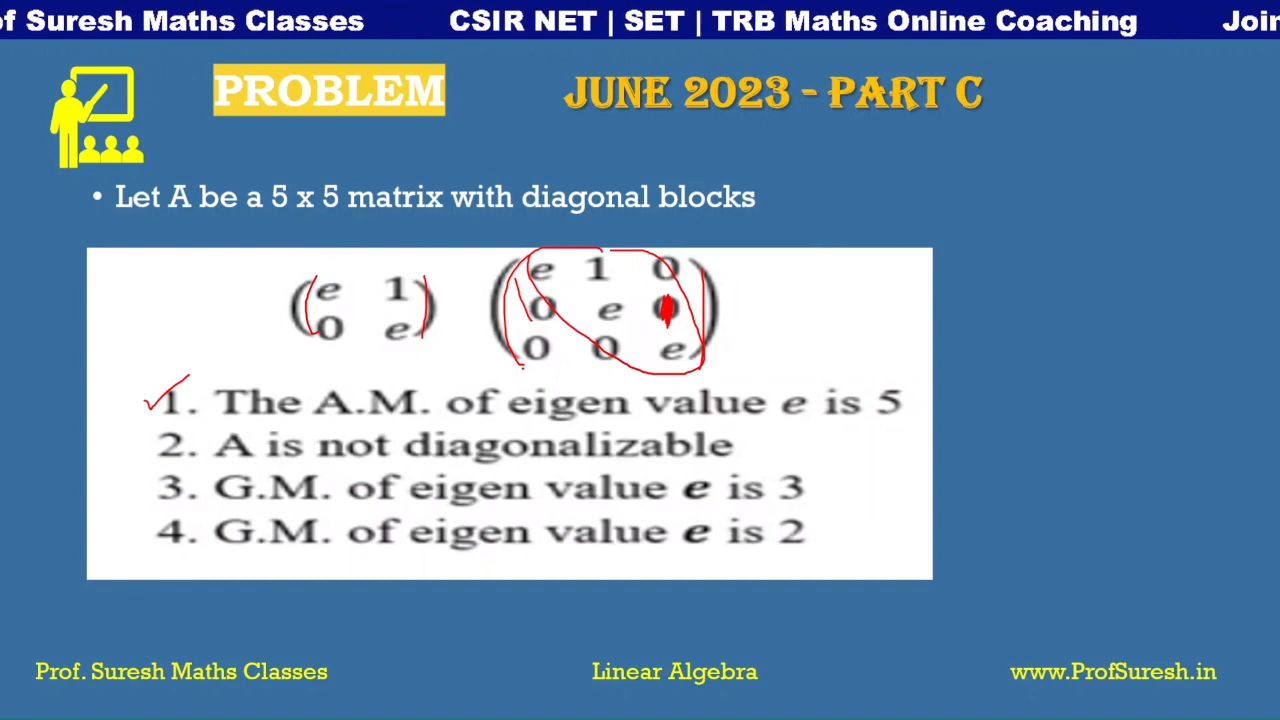 of Suresh Maths Classes CSIR NET | SET | TRB Maths Online Coaching Join
PROBLEM JUNE 2023 - PART C
• Let A be a 5 x 5 matrix with diagonal blocks
(e 1
0 e) (e 1 0
0 e 0
0 0 e)
1. The A.M. of eigen value e is 5
2. A is not diagonalizable
3. G.M. of eigen value e is 3
4. G.M. of eigen value e is 2
Prof. Suresh Maths Classes Linear Algebra www.ProfSuresh.in